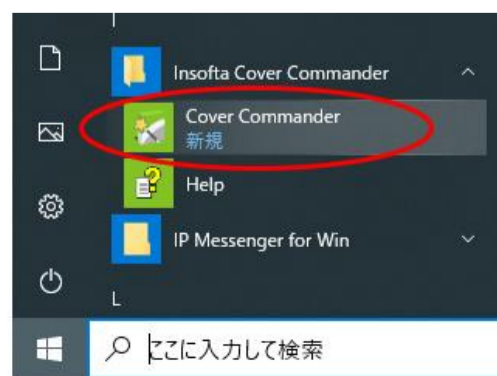 Insofta Cover Commander
Cover Commander
新規
Help
IP Messenger for Win
L
ここに入力して検索